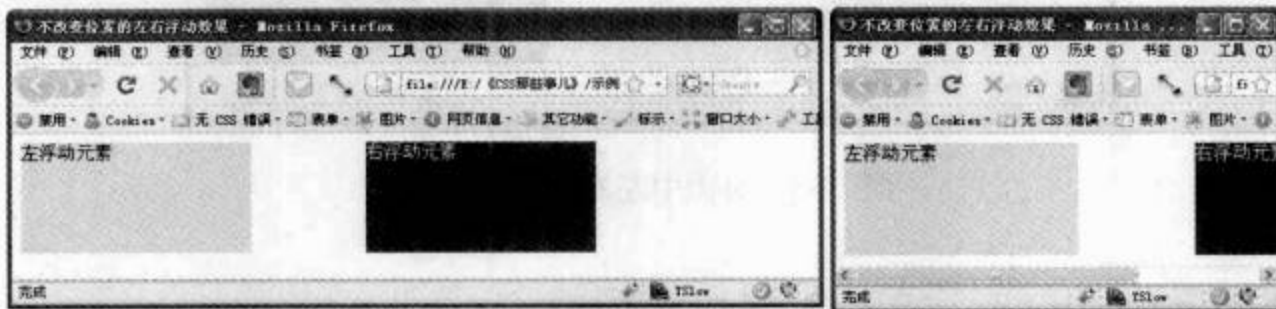 不改变位置的左右浮动效果 - Mozilla Firefox
文件(F) 编辑(E) 查看(V) 历史(S) 书签(B) 工具(T) 帮助(H)
file:///E:/《CSS那些事儿》/示例
禁用 Cookies 无 CSS 错误 表单 图片 网页信息 其它功能 标示 窗口大小 工
左浮动元素
右浮动元素
完成
YSlow
不改变位置的左右浮动效果 - Mozilla ...
文件(F) 编辑(E) 查看(V) 历史(S) 书签(B) 工具(T)
fi
禁用 Cookies 无 CSS 错误 表单 图片
左浮动元素
右浮动元
完成
YSlow